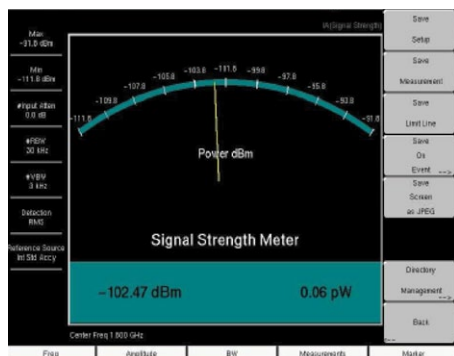 IA(Signal Strength)
Max
-91.8 dBm
Min
-111.8 dBm
#Input Atten
0.0 dB
#RBW
30 kHz
#VBW
3 kHz
Detection
RMS
Reference Source
Int Std Accy
-111.8
-109.8
-107.8
-105.8
-103.8
-101.8
-99.8
-97.8
-95.8
-93.8
-91.8
Power dBm
Signal Strength Meter
-102.47 dBm
0.06 pW
Center Freq 1.800 GHz
Save
Setup
Save
Measurement
Save
Limit Line
Save
On
Event -->
Save
Screen
as JPEG
Directory
Management
-->
Back
<--
Freq
Amplitude
BW
Measurements
Marker